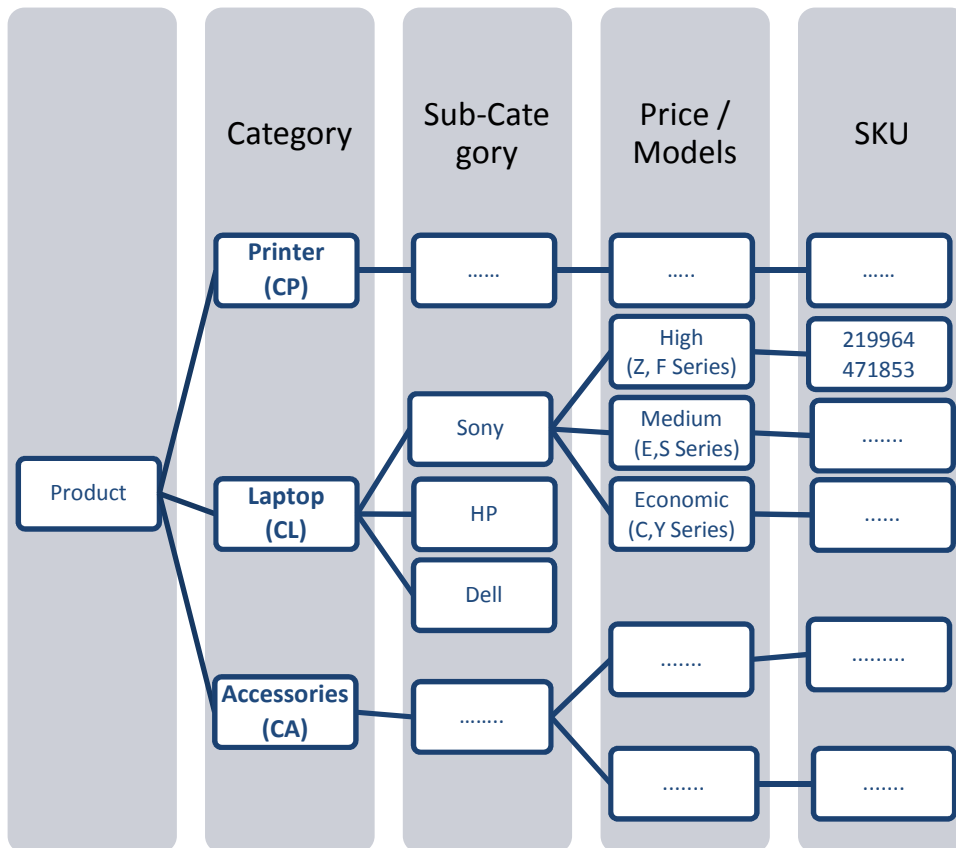 Category
Sub-Cate
gory
Price /
Models
SKU
Printer
(CP)
......
.....
......
High
(Z, F Series)
219964
471853
Sony
Medium
(E,S Series)
.......
Product
Laptop
(CL)
HP
Economic
(C,Y Series)
......
Dell
Accessories
(CA)
........
.......
.........
.......
.......